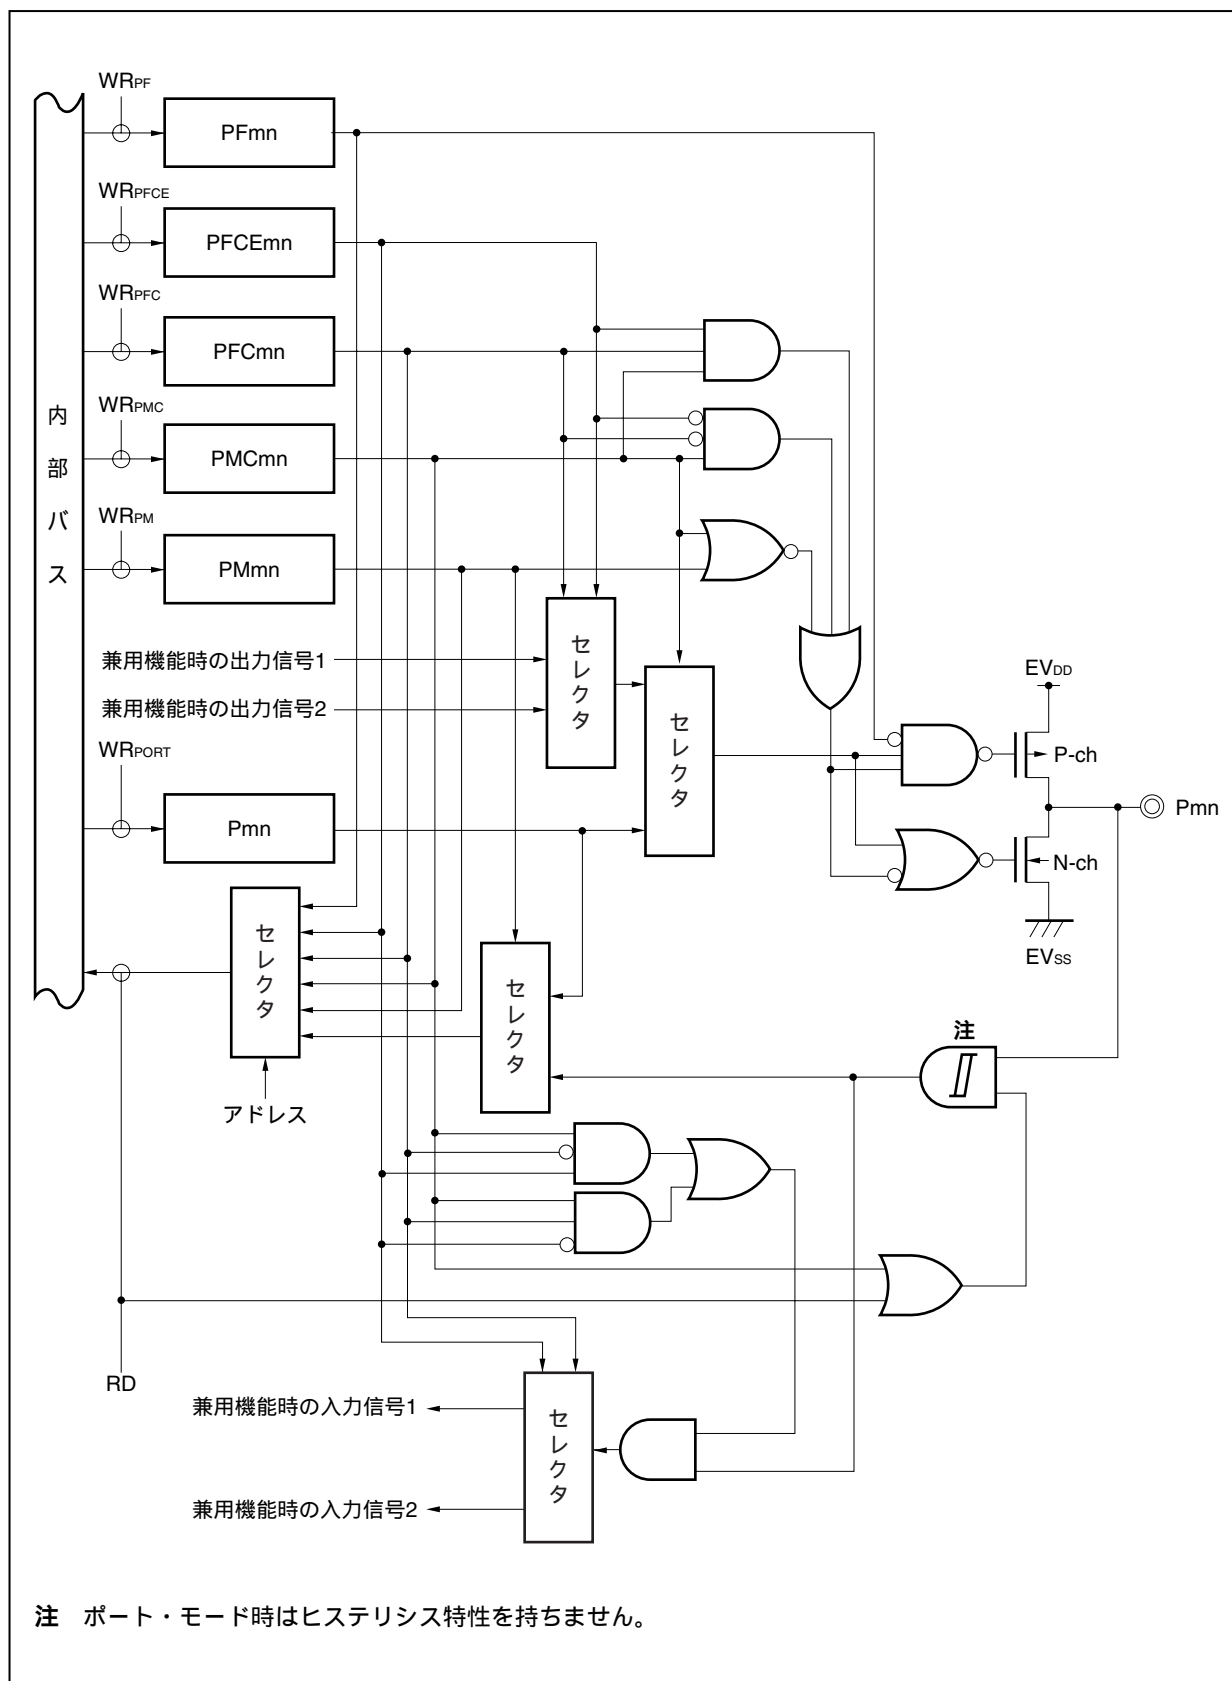 WRPF
PFmn
WRPFCE
PFCEmn
WRPFC
PFCmn
内部バス
WRPMC
PMCmn
WRPM
PMmn
兼用機能時の出力信号1
兼用機能時の出力信号2
セレクタ
セレクタ
EVDD
P-ch
WRPORT
Pmn
Pmn
N-ch
EVSS
セレクタ
セレクタ
アドレス
注
RD
兼用機能時の入力信号1
セレクタ
兼用機能時の入力信号2
注 ポート・モード時はヒステリシス特性を持ちません。